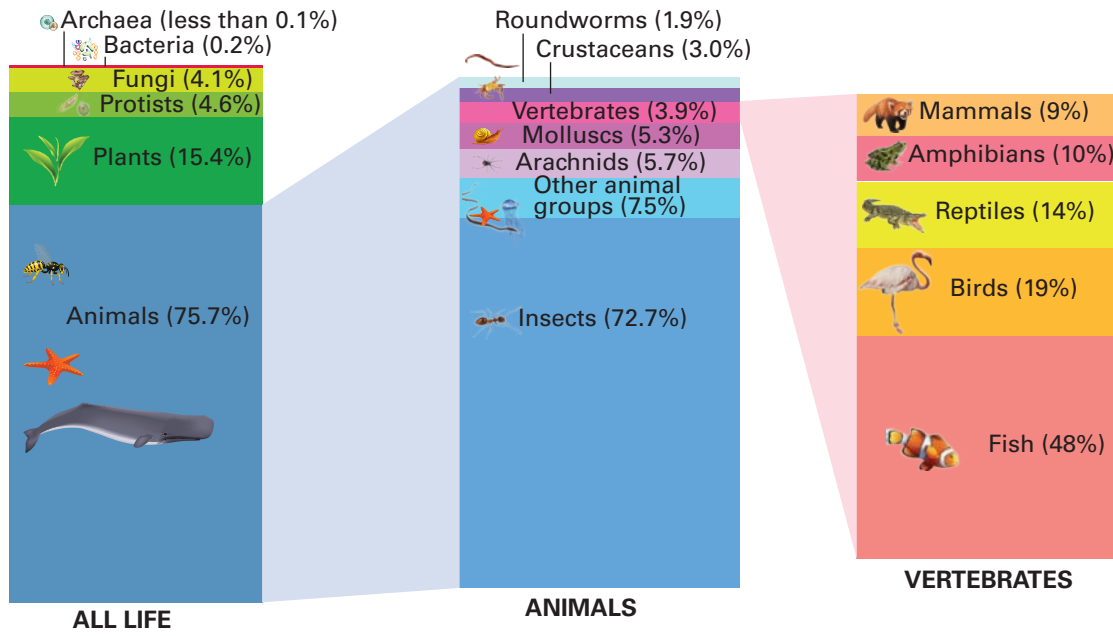 Archaea (less than 0.1%)
Bacteria (0.2%)
Fungi (4.1%)
Protists (4.6%)
Plants (15.4%)
Animals (75.7%)
ALL LIFE
Roundworms (1.9%)
Crustaceans (3.0%)
Vertebrates (3.9%)
Molluscs (5.3%)
Arachnids (5.7%)
Other animal
groups (7.5%)
Insects (72.7%)
ANIMALS
Mammals (9%)
Amphibians (10%)
Reptiles (14%)
Birds (19%)
Fish (48%)
VERTEBRATES